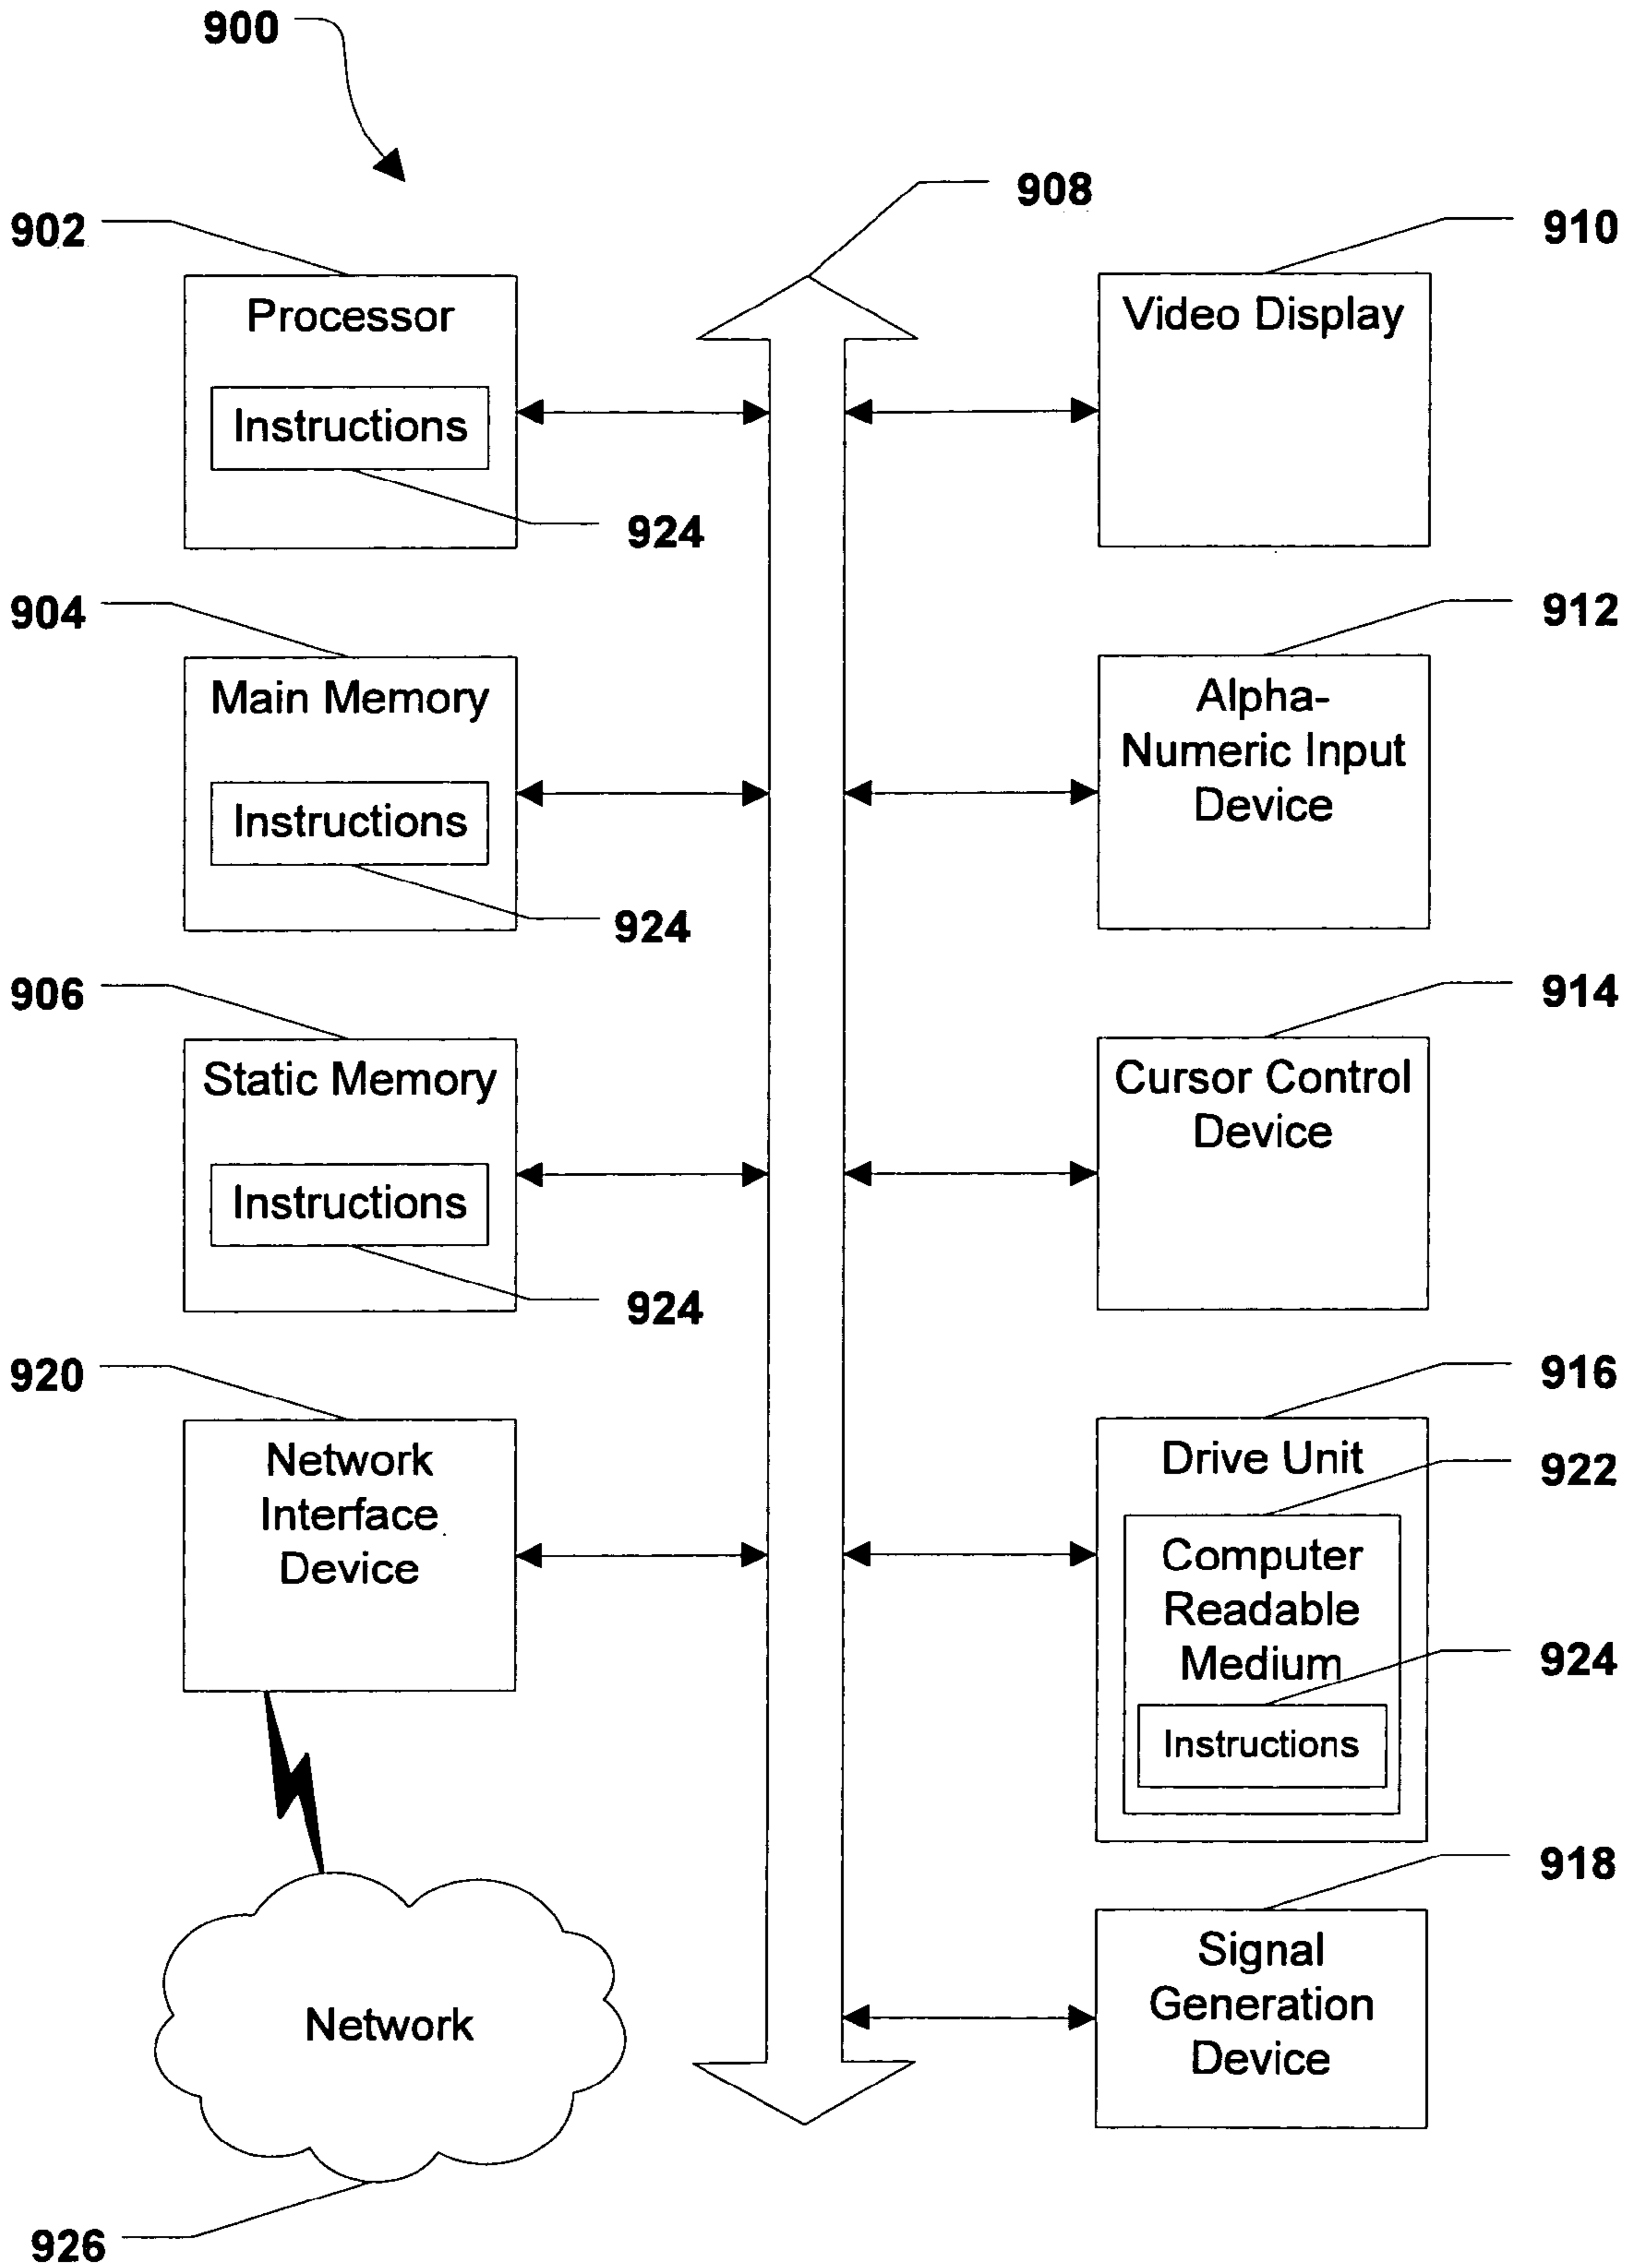 900
908
902
910
Processor
Instructions
924
Video Display
904
912
Main Memory
Instructions
924
Alpha-
Numeric Input
Device
906
914
Static Memory
Instructions
924
Cursor Control
Device
920
916
Network
Interface
Device
Drive Unit
922
Computer
Readable
Medium
924
Instructions
918
Signal
Generation
Device
Network
926